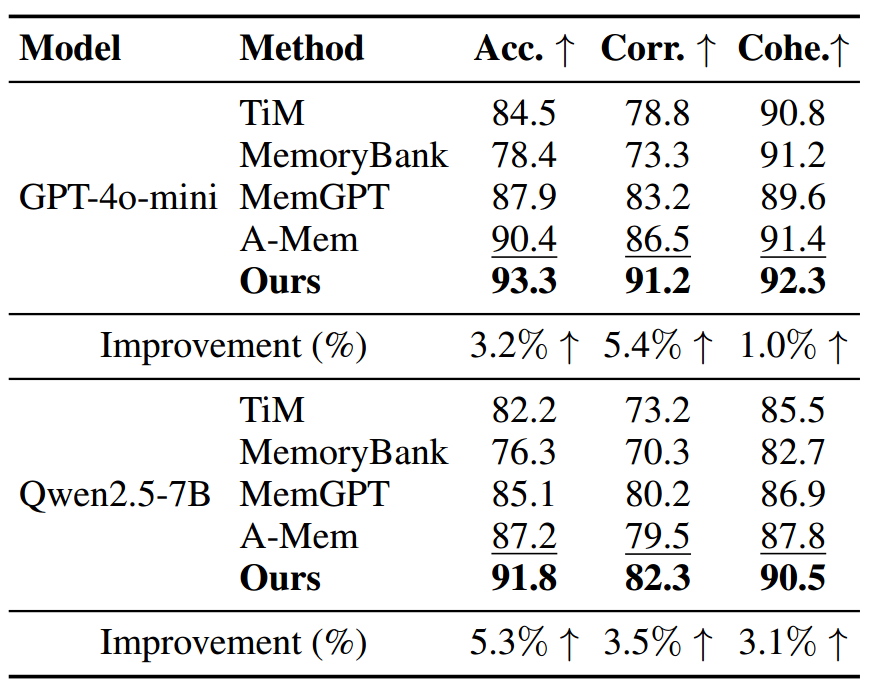 Model Method Acc. ↑ Corr. ↑ Cohe.↑
TiM 84.5 78.8 90.8
MemoryBank 78.4 73.3 91.2
GPT-4o-mini MemGPT 87.9 83.2 89.6
A-Mem 90.4 86.5 91.4
Ours 93.3 91.2 92.3
Improvement (%) 3.2% ↑ 5.4% ↑ 1.0% ↑
TiM 82.2 73.2 85.5
MemoryBank 76.3 70.3 82.7
Qwen2.5-7B MemGPT 85.1 80.2 86.9
A-Mem 87.2 79.5 87.8
Ours 91.8 82.3 90.5
Improvement (%) 5.3% ↑ 3.5% ↑ 3.1% ↑